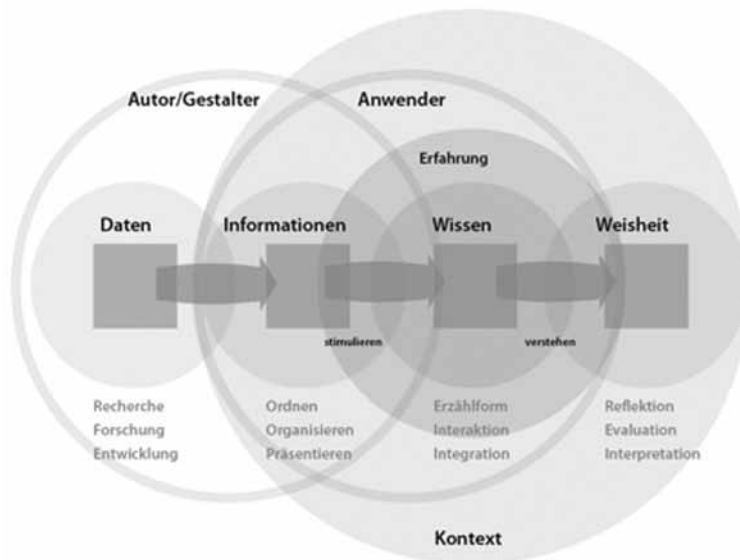 Autor/Gestalter
Anwender
Erfahrung
Daten
Informationen
Wissen
Weisheit
stimulieren
verstehen
Recherche
Forschung
Entwicklung
Ordnen
Organisieren
Präsentieren
Erzählform
Interaktion
Integration
Reflektion
Evaluation
Interpretation
Kontext